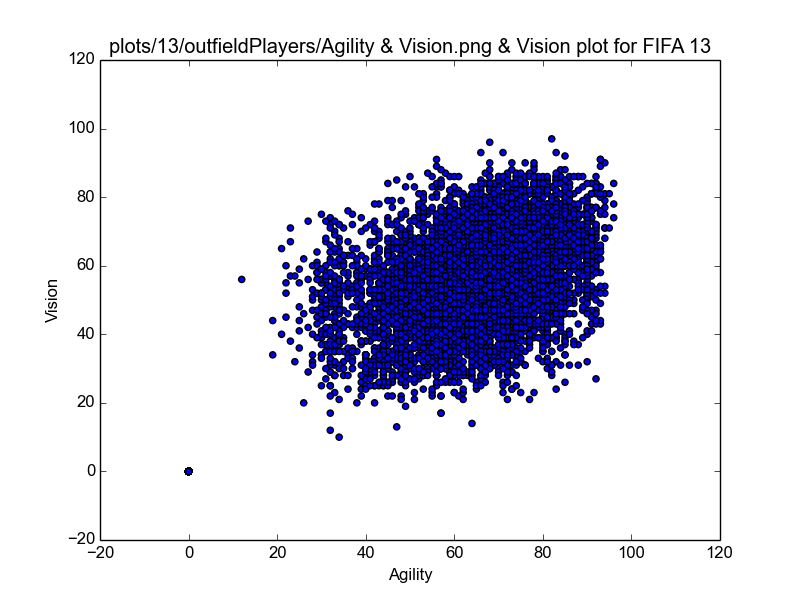 plots/13/outfieldPlayers/Agility & Vision.png & Vision plot for FIFA 13
120
100
80
60
40
20
0
−20
Vision
−20 0 20 40 60 80 100 120
Agility